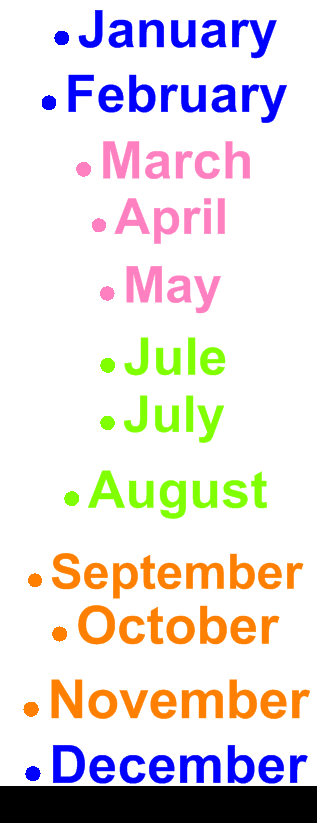 • January
• February
• March
• April
• May
• Jule
• July
• August
• September
• October
• November
• December